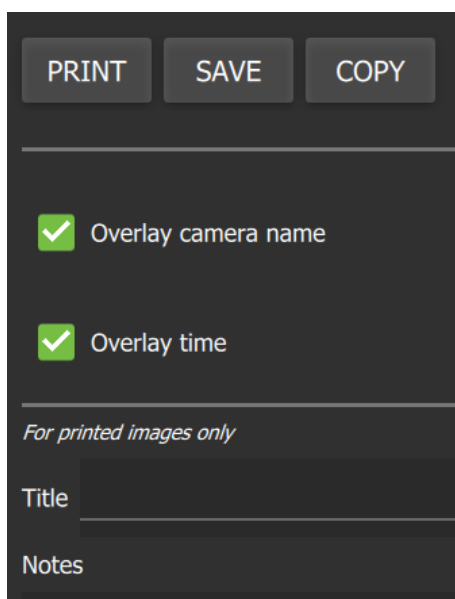 PRINT SAVE COPY
Overlay camera name
Overlay time
For printed images only
Title
Notes